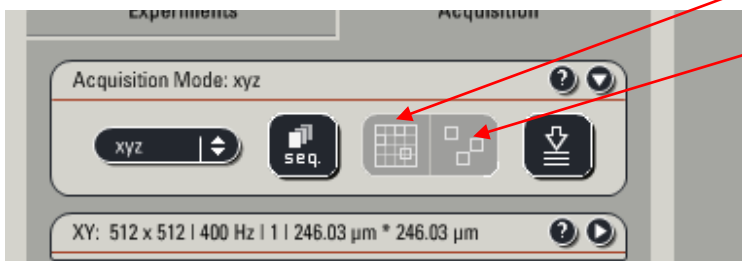 Experiments Acquisition
Acquisition Mode: xyz ?
xyz seq.
XY: 512 x 512 | 400 Hz | 1 | 246.03 µm * 246.03 µm ?